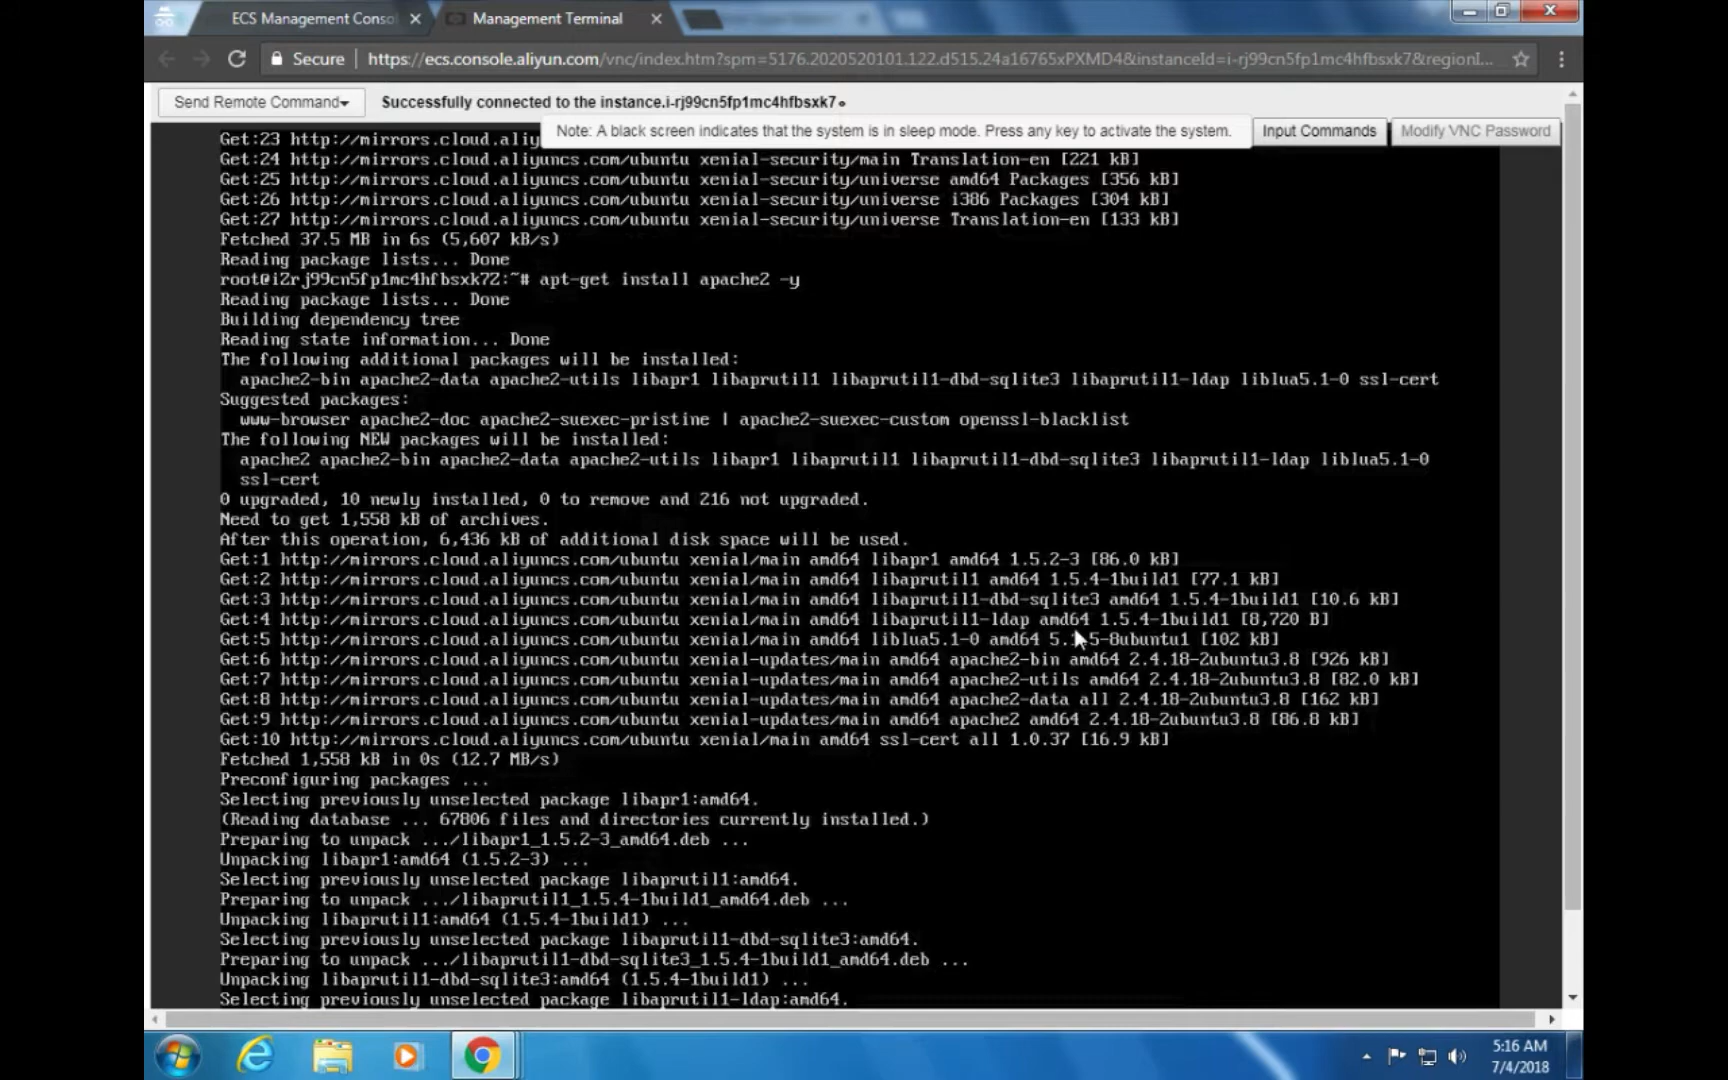 ECS Management Consol
Management Terminal
Secure
https://ecs.console.aliyun.com/vnc/index.htm?spm=5176.2020520101.122.d515.24a16765xPXMD4&instanceId=i-rj99cn5fp1mc4hfbsxk7&regionI...
Send Remote Command
Successfully connected to the instance.i-rj99cn5fp1mc4hfbsxk7。
Note: A black screen indicates that the system is in sleep mode. Press any key to activate the system.
Input Commands
Modify VNC Password
Get:23 http://mirrors.cloud.aliy
Get:24 http://mirrors.cloud.aliyuncs.com/ubuntu xenial-security/main Translation-en [221 kB]
Get:25 http://mirrors.cloud.aliyuncs.com/ubuntu xenial-security/universe amd64 Packages [356 kB]
Get:26 http://mirrors.cloud.aliyuncs.com/ubuntu xenial-security/universe i386 Packages [304 kB]
Get:27 http://mirrors.cloud.aliyuncs.com/ubuntu xenial-security/universe Translation-en [133 kB]
Fetched 37.5 MB in 6s (5,607 kB/s)
Reading package lists... Done
root@iZrj99cn5fp1mc4hfbsxk7Z:~# apt-get install apache2 -y
Reading package lists... Done
Building dependency tree
Reading state information... Done
The following additional packages will be installed:
apache2-bin apache2-data apache2-utils libapr1 libaprutil1 libaprutil1-dbd-sqlite3 libaprutil1-ldap liblua5.1-0 ssl-cert
Suggested packages:
www-browser apache2-doc apache2-suexec-pristine | apache2-suexec-custom openssl-blacklist
The following NEW packages will be installed:
apache2 apache2-bin apache2-data apache2-utils libapr1 libaprutil1 libaprutil1-dbd-sqlite3 libaprutil1-ldap liblua5.1-0
ssl-cert
0 upgraded, 10 newly installed, 0 to remove and 216 not upgraded.
Need to get 1,558 kB of archives.
After this operation, 6,436 kB of additional disk space will be used.
Get:1 http://mirrors.cloud.aliyuncs.com/ubuntu xenial/main amd64 libapr1 amd64 1.5.2-3 [86.0 kB]
Get:2 http://mirrors.cloud.aliyuncs.com/ubuntu xenial/main amd64 libaprutil1 amd64 1.5.4-1build1 [77.1 kB]
Get:3 http://mirrors.cloud.aliyuncs.com/ubuntu xenial/main amd64 libaprutil1-dbd-sqlite3 amd64 1.5.4-1build1 [10.6 kB]
Get:4 http://mirrors.cloud.aliyuncs.com/ubuntu xenial/main amd64 libaprutil1-ldap amd64 1.5.4-1build1 [8,720 B]
Get:5 http://mirrors.cloud.aliyuncs.com/ubuntu xenial/main amd64 liblua5.1-0 amd64 5.1.5-8ubuntu1 [102 kB]
Get:6 http://mirrors.cloud.aliyuncs.com/ubuntu xenial-updates/main amd64 apache2-bin amd64 2.4.18-2ubuntu3.8 [926 kB]
Get:7 http://mirrors.cloud.aliyuncs.com/ubuntu xenial-updates/main amd64 apache2-utils amd64 2.4.18-2ubuntu3.8 [82.0 kB]
Get:8 http://mirrors.cloud.aliyuncs.com/ubuntu xenial-updates/main amd64 apache2-data all 2.4.18-2ubuntu3.8 [162 kB]
Get:9 http://mirrors.cloud.aliyuncs.com/ubuntu xenial-updates/main amd64 apache2 amd64 2.4.18-2ubuntu3.8 [86.8 kB]
Get:10 http://mirrors.cloud.aliyuncs.com/ubuntu xenial/main amd64 ssl-cert all 1.0.37 [16.9 kB]
Fetched 1,558 kB in 0s (12.7 MB/s)
Preconfiguring packages ...
Selecting previously unselected package libapr1:amd64.
(Reading database ... 67806 files and directories currently installed.)
Preparing to unpack .../libapr1_1.5.2-3_amd64.deb ...
Unpacking libapr1:amd64 (1.5.2-3) ...
Selecting previously unselected package libaprutil1:amd64.
Preparing to unpack .../libaprutil1_1.5.4-1build1_amd64.deb ...
Unpacking libaprutil1:amd64 (1.5.4-1build1) ...
Selecting previously unselected package libaprutil1-dbd-sqlite3:amd64.
Preparing to unpack .../libaprutil1-dbd-sqlite3_1.5.4-1build1_amd64.deb ...
Unpacking libaprutil1-dbd-sqlite3:amd64 (1.5.4-1build1) ...
Selecting previously unselected package libaprutil1-ldap:amd64.
5:16 AM
7/4/2018